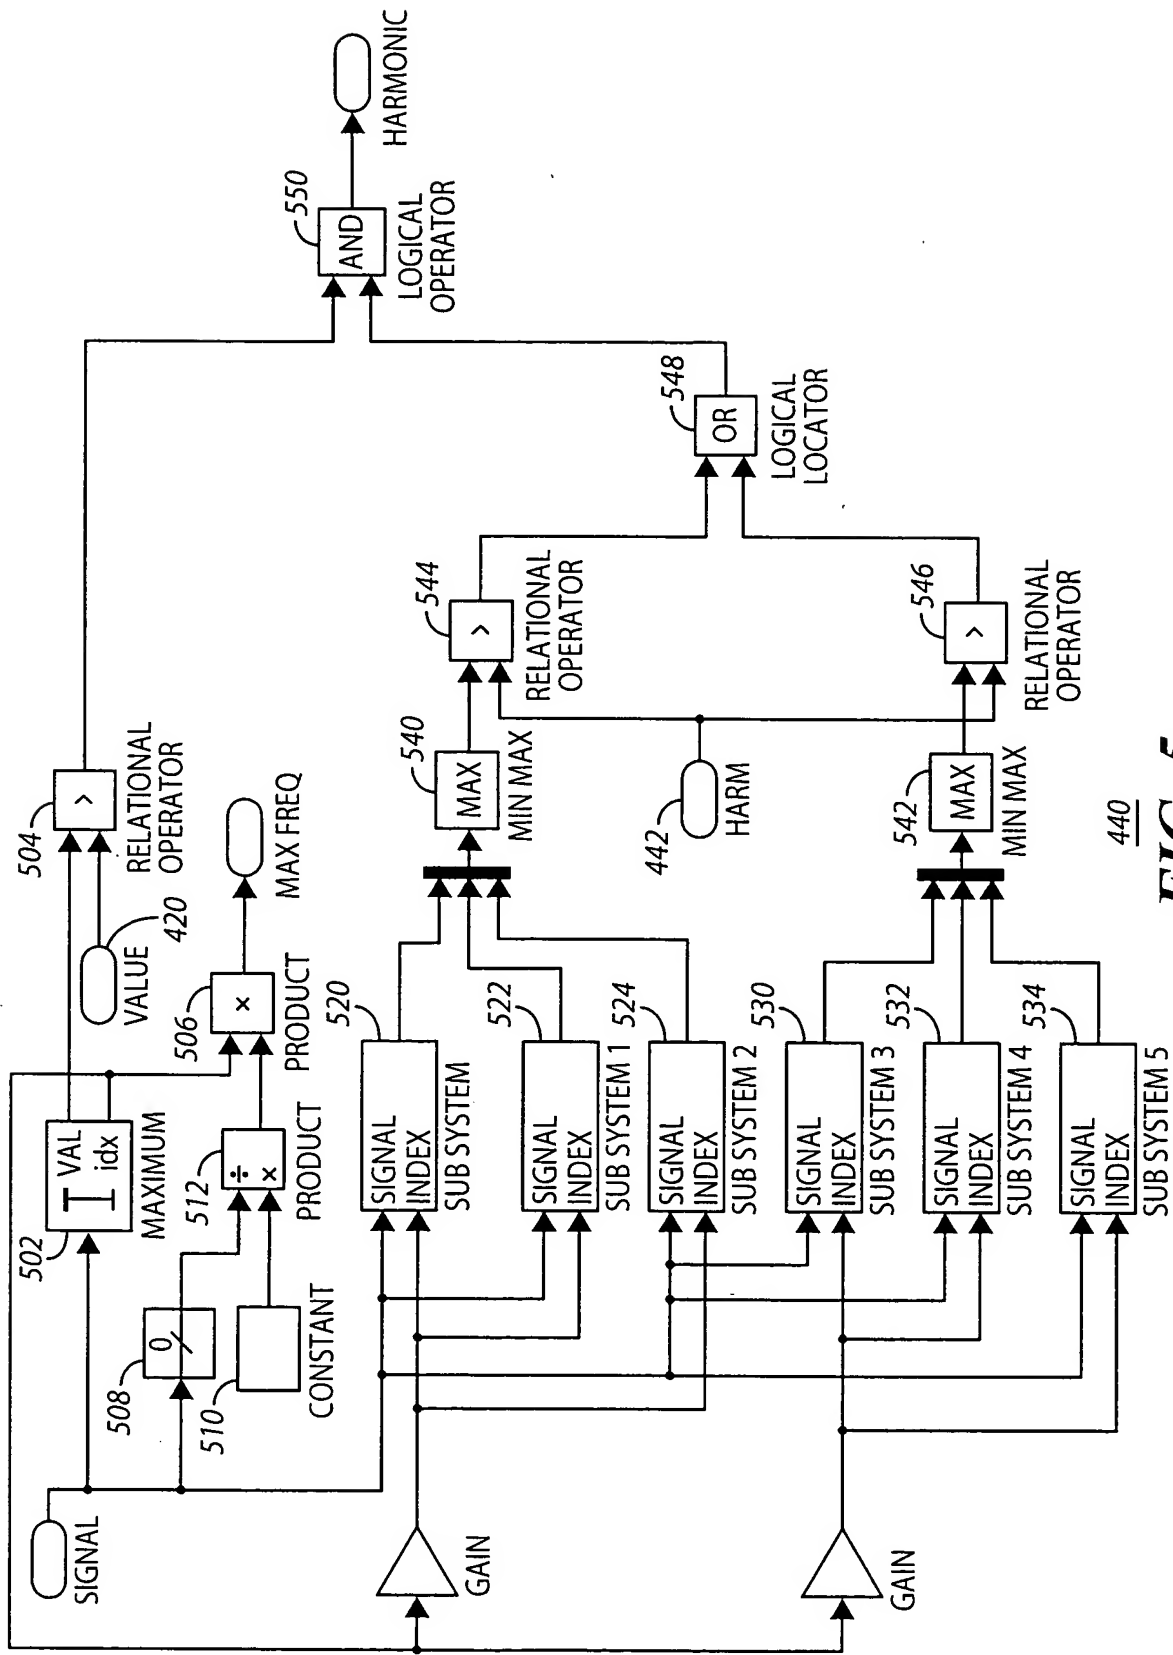 SIGNAL
502
VAL
idx
MAXIMUM
504
>
RELATIONAL
OPERATOR
VALUE
420
508
0
510
CONSTANT
512
÷
×
PRODUCT
506
×
PRODUCT
MAX FREQ
GAIN
GAIN
520
SIGNAL
INDEX
SUB SYSTEM
522
SIGNAL
INDEX
SUB SYSTEM 1
524
SIGNAL
INDEX
SUB SYSTEM 2
530
SIGNAL
INDEX
SUB SYSTEM 3
532
SIGNAL
INDEX
SUB SYSTEM 4
534
SIGNAL
INDEX
SUB SYSTEM 5
540
MAX
MIN MAX
442
HARM
542
MAX
MIN MAX
544
>
RELATIONAL
OPERATOR
546
>
RELATIONAL
OPERATOR
548
OR
LOGICAL
LOCATOR
550
AND
LOGICAL
OPERATOR
HARMONIC
440
FIG. 5